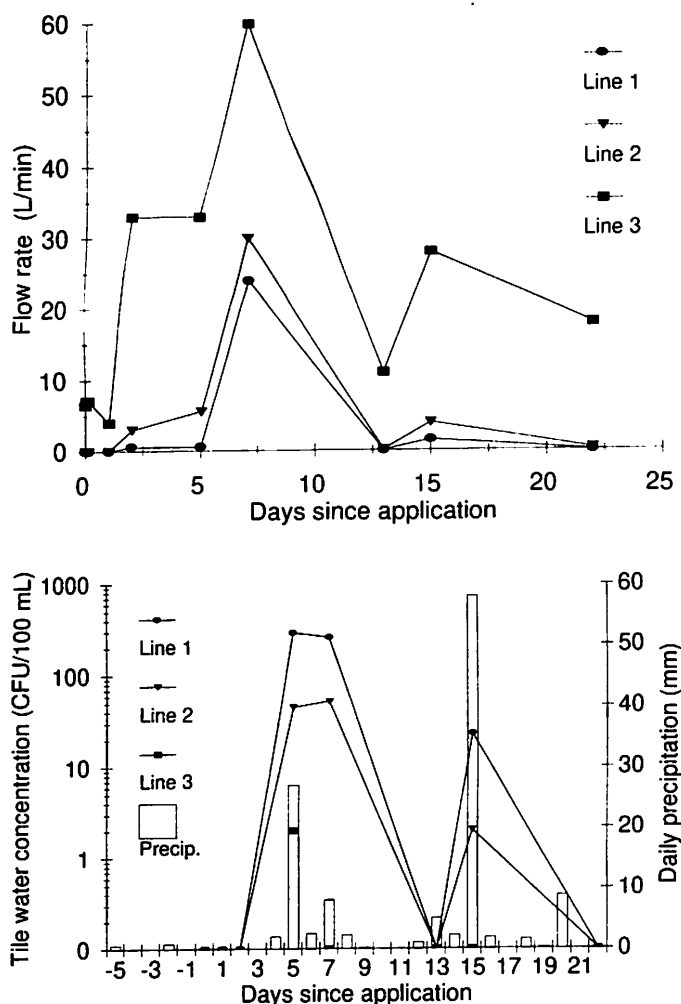 60
50
40
30
20
10
0
Flow rate (L/min)
Line 1
Line 2
Line 3
0 5 10 15 20 25
Days since application
1000
100
10
1
0
Tile water concentration (CFU/100 mL)
Line 1
Line 2
Line 3
Precip.
60
50
40
30
20
10
0
Daily precipitation (mm)
-5 -3 -1 1 3 5 7 9 11 13 15 17 19 21
Days since application